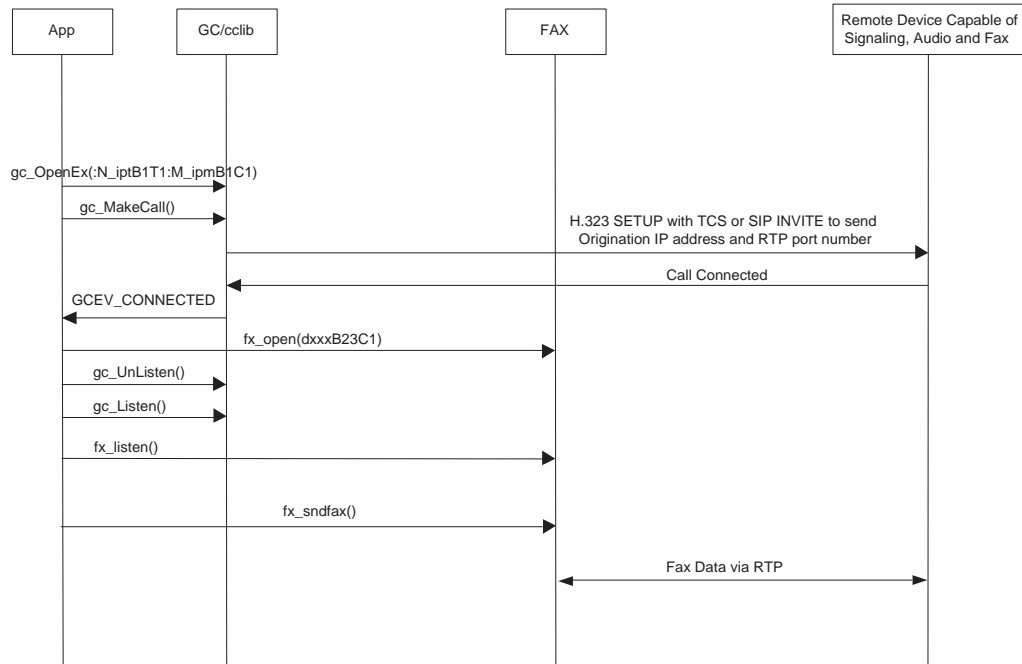 App
GC/cclib
FAX
Remote Device Capable of
Signaling, Audio and Fax
gc_OpenEx(:N_iptB1T1:M_ipmB1C1)
gc_MakeCall()
H.323 SETUP with TCS or SIP INVITE to send
Origination IP address and RTP port number
Call Connected
GCEV_CONNECTED
fx_open(dxxxB23C1)
gc_UnListen()
gc_Listen()
fx_listen()
fx_sndfax()
Fax Data via RTP